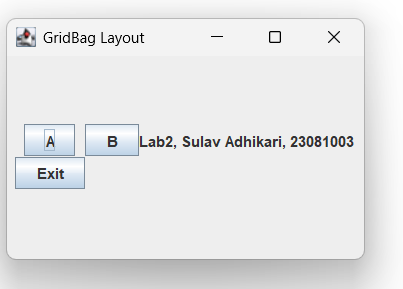 GridBag Layout
A B Lab2, Sulav Adhikari, 23081003
Exit